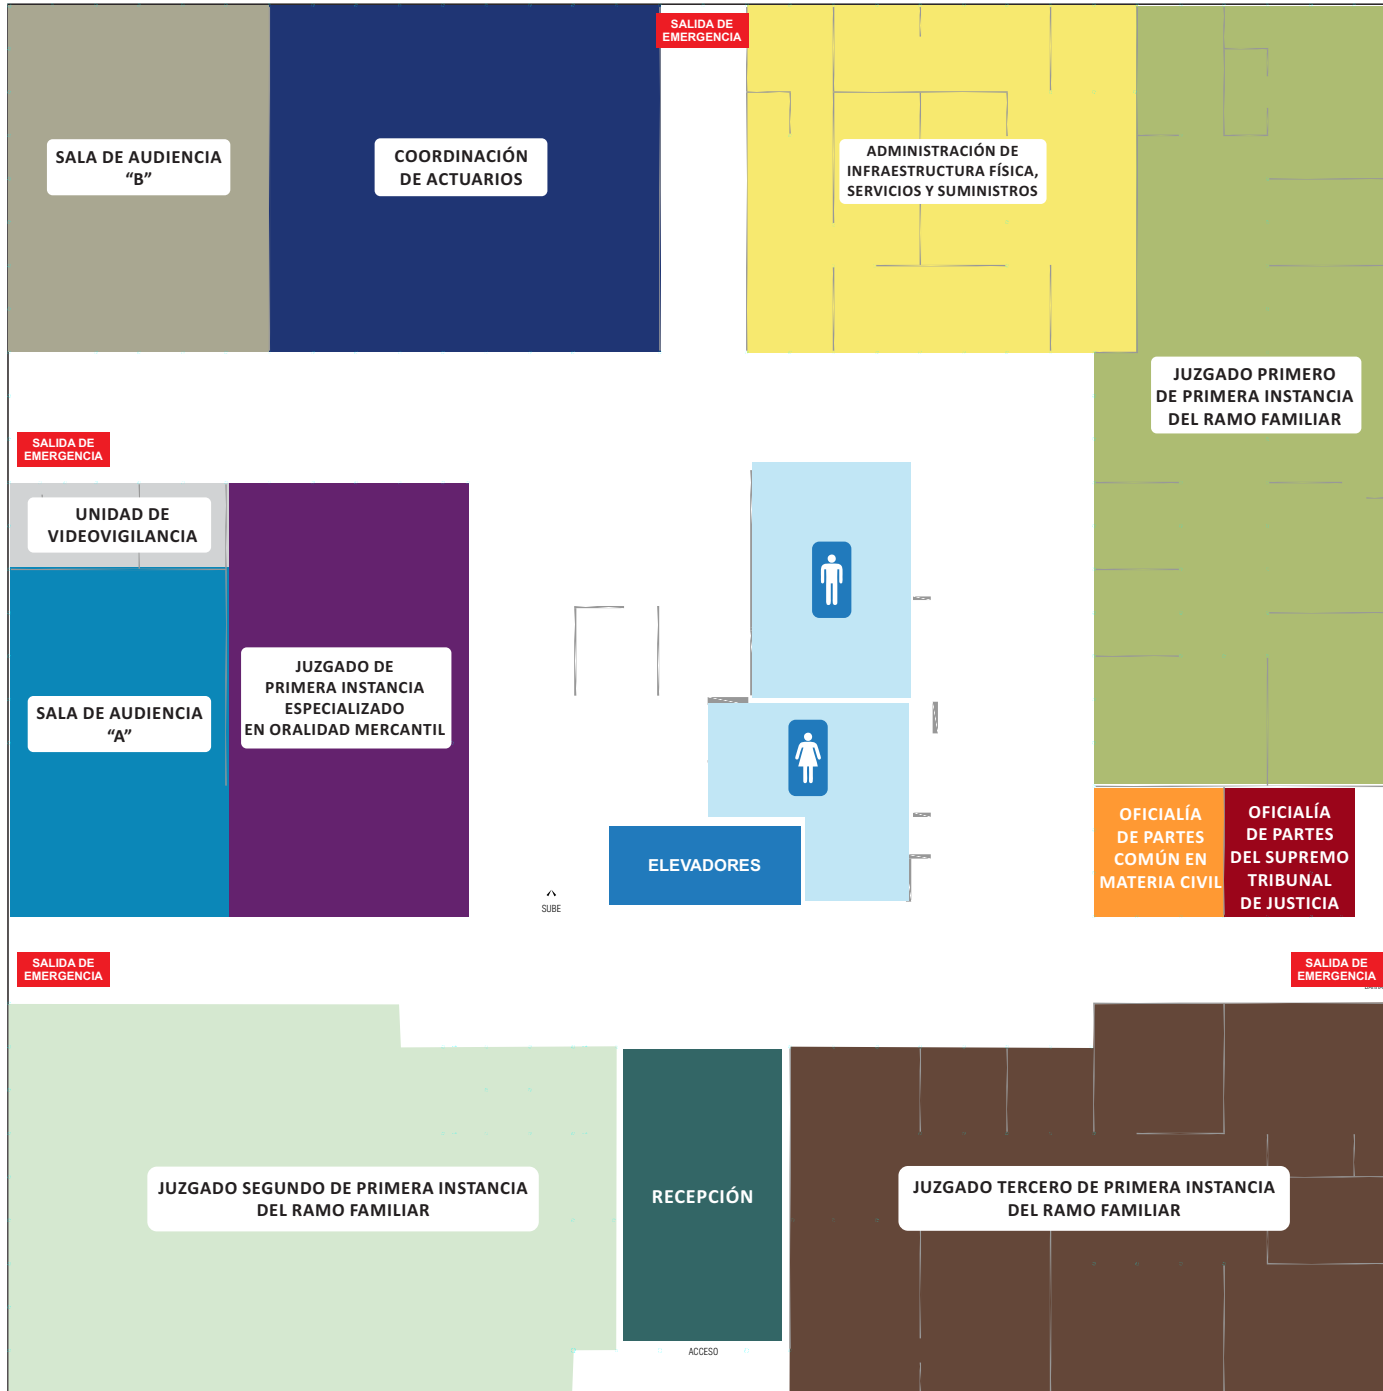 SALIDA DE
EMERGENCIA
SALA DE AUDIENCIA
“B”
COORDINACIÓN
DE ACTUARIOS
ADMINISTRACIÓN DE
INFRAESTRUCTURA FÍSICA,
SERVICIOS Y SUMINISTROS
JUZGADO PRIMERO
DE PRIMERA INSTANCIA
DEL RAMO FAMILIAR
SALIDA DE
EMERGENCIA
UNIDAD DE
VIDEOVIGILANCIA
JUZGADO DE
PRIMERA INSTANCIA
ESPECIALIZADO
EN ORALIDAD MERCANTIL
SALA DE AUDIENCIA
“A”
OFICIALÍA
DE PARTES
COMÚN EN
MATERIA CIVIL
OFICIALÍA
DE PARTES
DEL SUPREMO
TRIBUNAL
DE JUSTICIA
ELEVADORES
SUBE
SALIDA DE
EMERGENCIA
SALIDA DE
EMERGENCIA
JUZGADO SEGUNDO DE PRIMERA INSTANCIA
DEL RAMO FAMILIAR
RECEPCIÓN
JUZGADO TERCERO DE PRIMERA INSTANCIA
DEL RAMO FAMILIAR
ACCESO